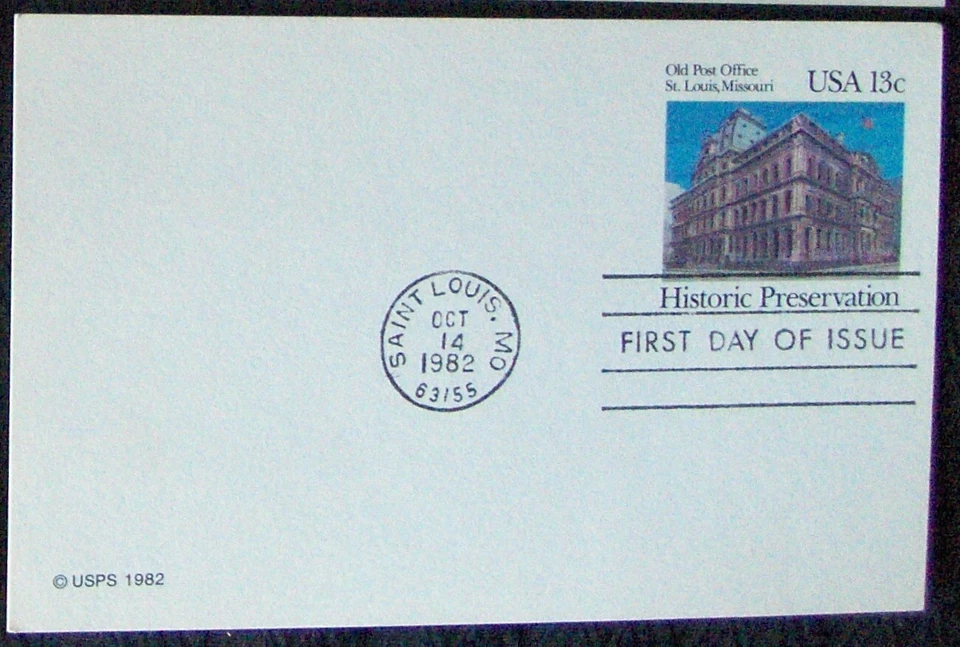 Old Post Office
St. Louis, Missouri
USA 13c
Historic Preservation
FIRST DAY OF ISSUE
SAINT LOUIS. MO
OCT
14
1982
63155
© USPS 1982